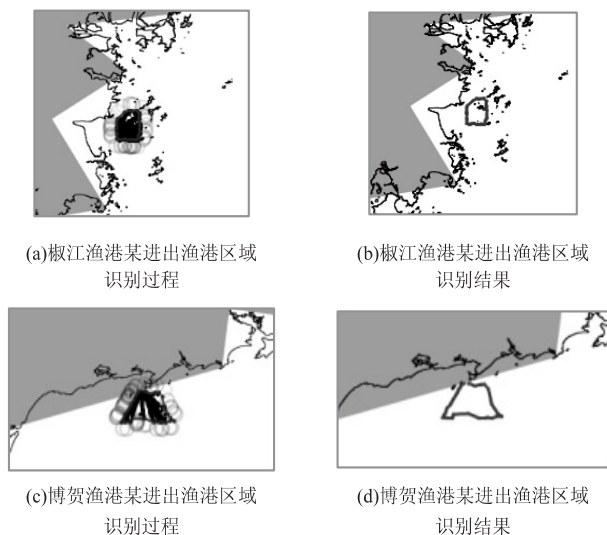 (a)椒江渔港某进出渔港区域
识别过程
(b)椒江渔港某进出渔港区域
识别结果
(c)博贺渔港某进出渔港区域
识别过程
(d)博贺渔港某进出渔港区域
识别结果